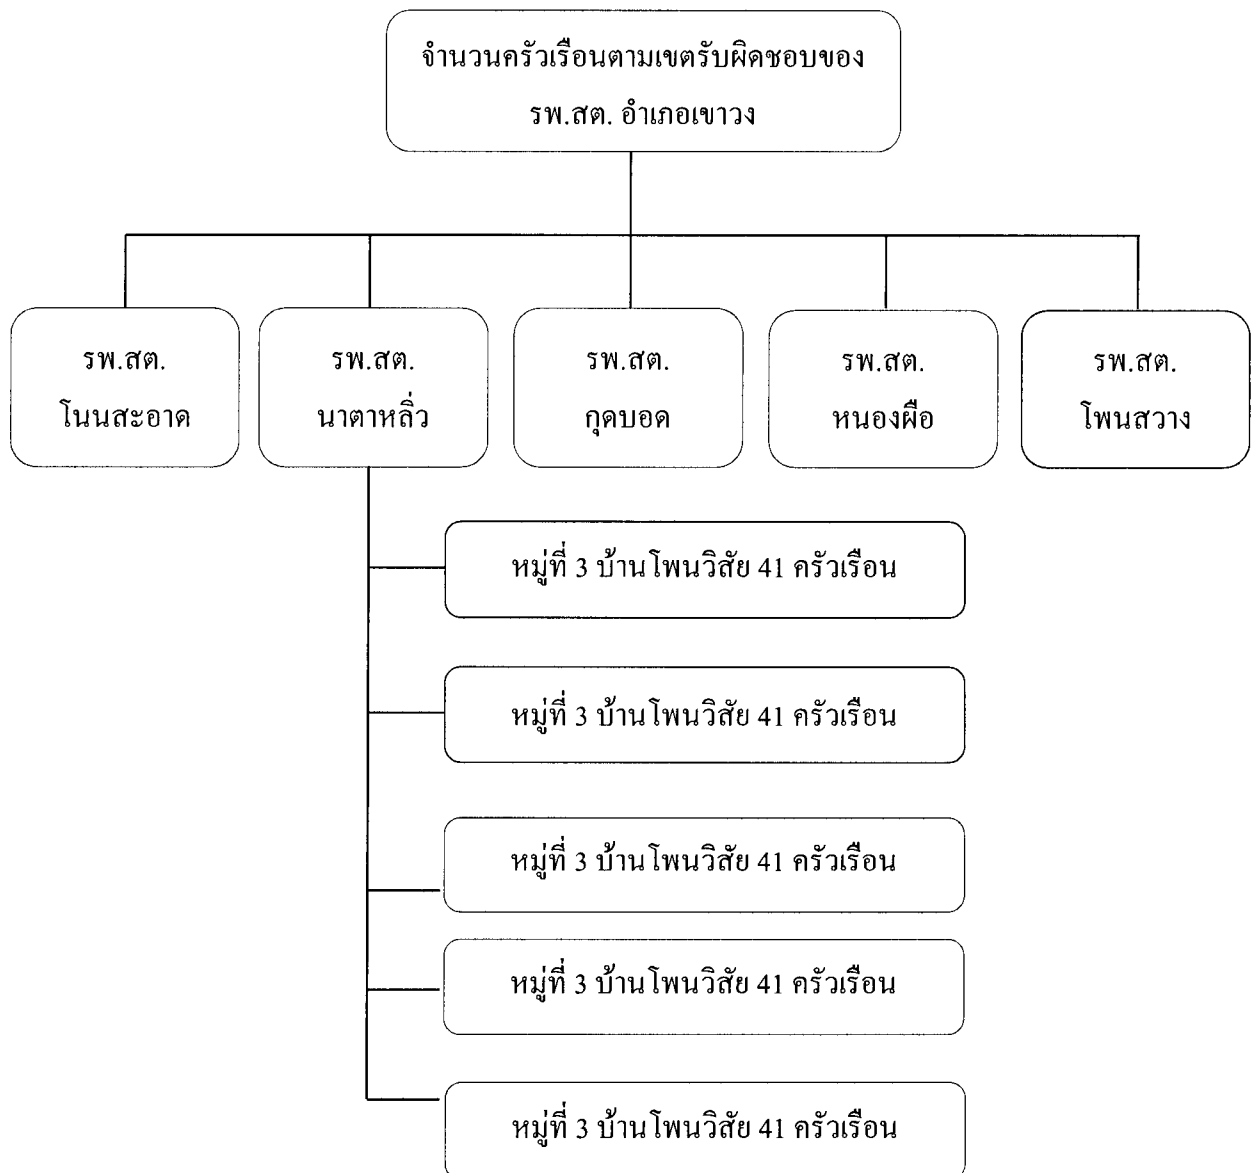 จำนวนครัวเรือนตามเขตรับผิดชอบของ
รพ.สต. อำเภอเขาวง
รพ.สต.
โนนสะอาด
รพ.สต.
นาตาหลิ่ว
รพ.สต.
กุดบอด
รพ.สต.
หนองผือ
รพ.สต.
โพนสวาง
หมู่ที่ 3 บ้านโพนวิสัย 41 ครัวเรือน
หมู่ที่ 3 บ้านโพนวิสัย 41 ครัวเรือน
หมู่ที่ 3 บ้านโพนวิสัย 41 ครัวเรือน
หมู่ที่ 3 บ้านโพนวิสัย 41 ครัวเรือน
หมู่ที่ 3 บ้านโพนวิสัย 41 ครัวเรือน